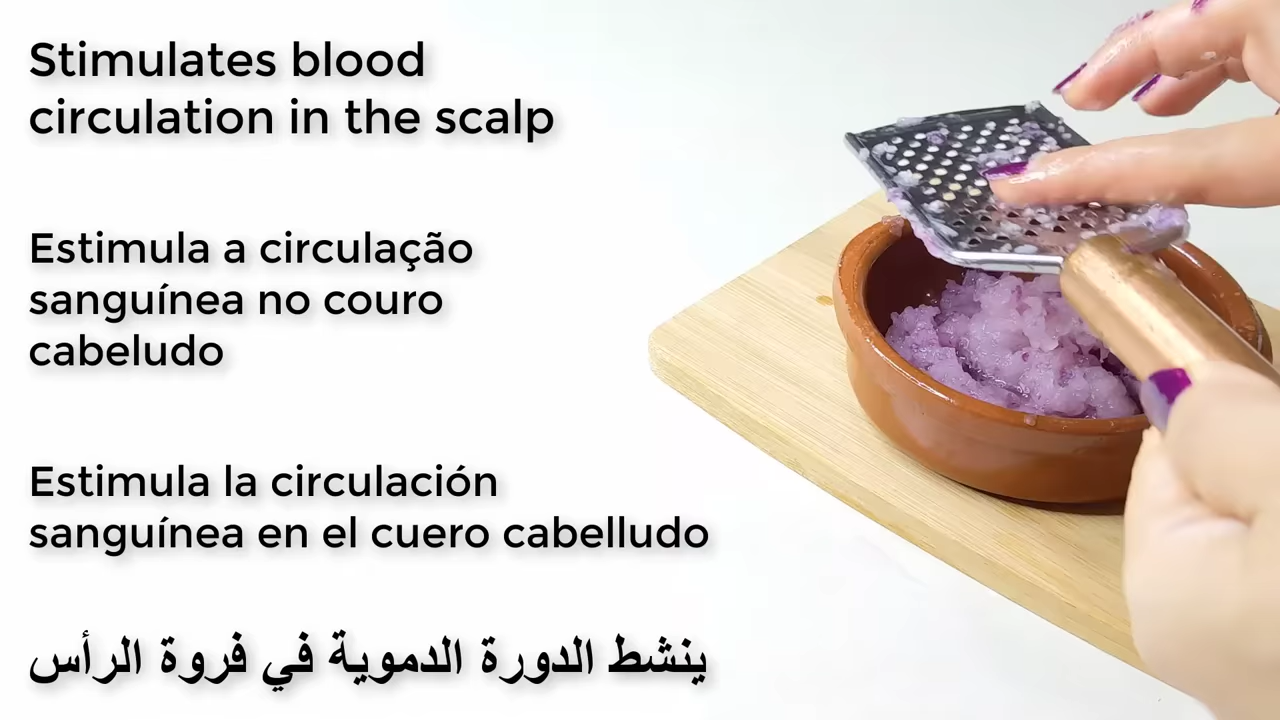 Stimulates blood
circulation in the scalp
Estimula a circulação
sanguínea no couro
cabeludo
Estimula la circulación
sanguínea en el cuero cabelludo
ينشط الدورة الدموية في فروة الرأس